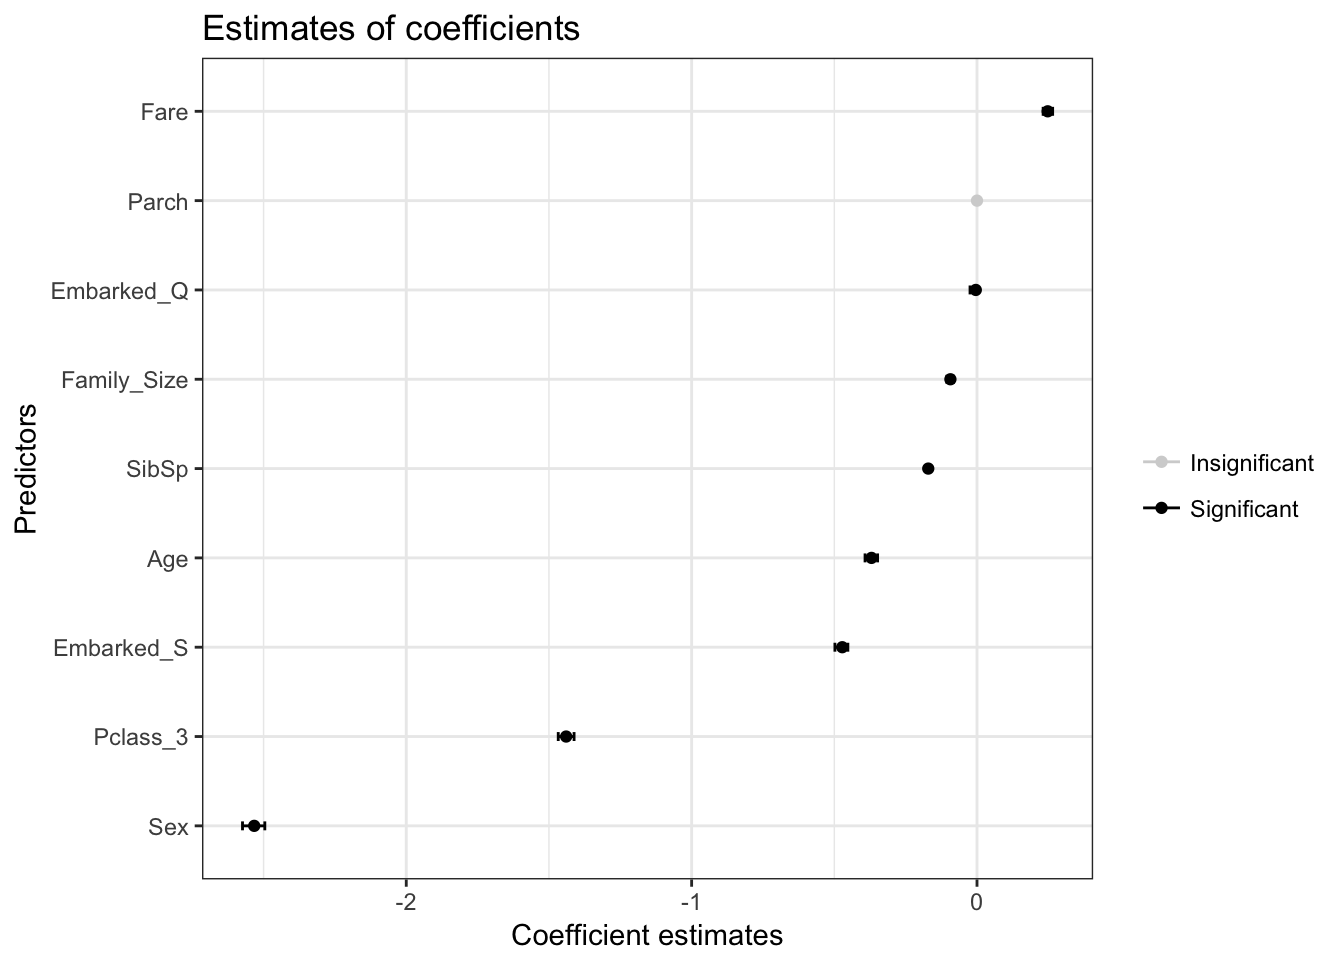 Estimates of coefficients
Fare
Parch
Embarked_Q
Family_Size
SibSp
Age
Embarked_S
Pclass_3
Sex
Predictors
Insignificant
Significant
-2
-1
0
Coefficient estimates